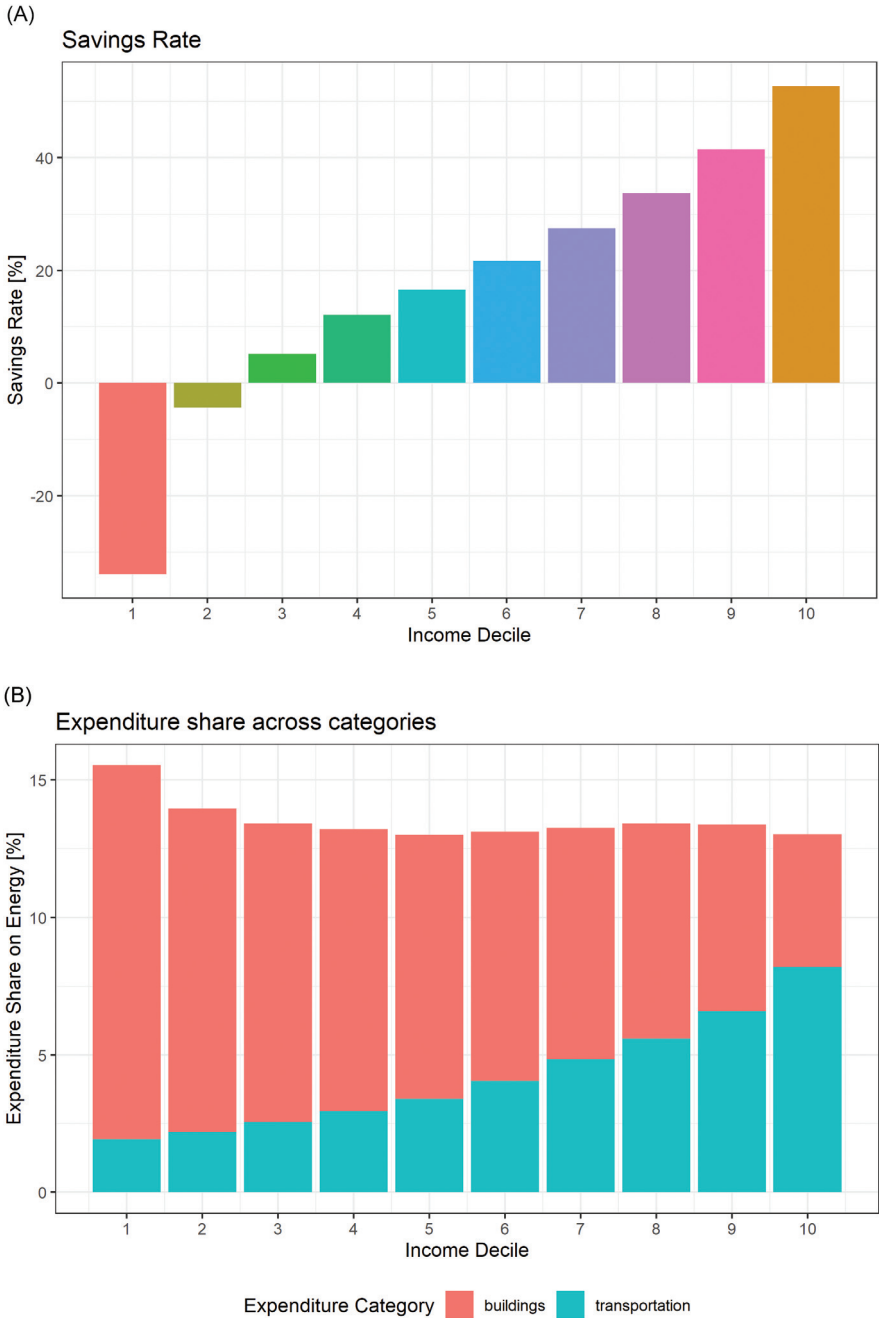 (A)
Savings Rate
Savings Rate [%]
40
20
0
-20
1 2 3 4 5 6 7 8 9 10
Income Decile
(B)
Expenditure share across categories
Expenditure Share on Energy [%]
15
10
5
0
1 2 3 4 5 6 7 8 9 10
Income Decile
Expenditure Category buildings transportation